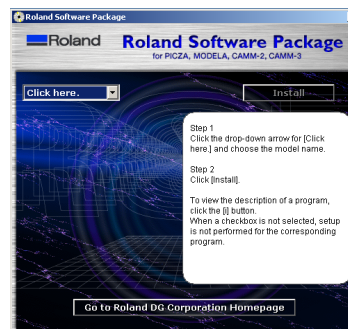 Roland Software Package
Roland
Roland Software Package
for PICZA, MODELA, CAMM-2, CAMM-3
Click here.
Install
Step 1
Click the drop-down arrow for [Click
here.] and choose the model name.
Step 2
Click [Install].
To view the description of a program,
click the [i] button.
When a checkbox is not selected, setup
is not performed for the corresponding
program.
Go to Roland DG Corporation Homepage